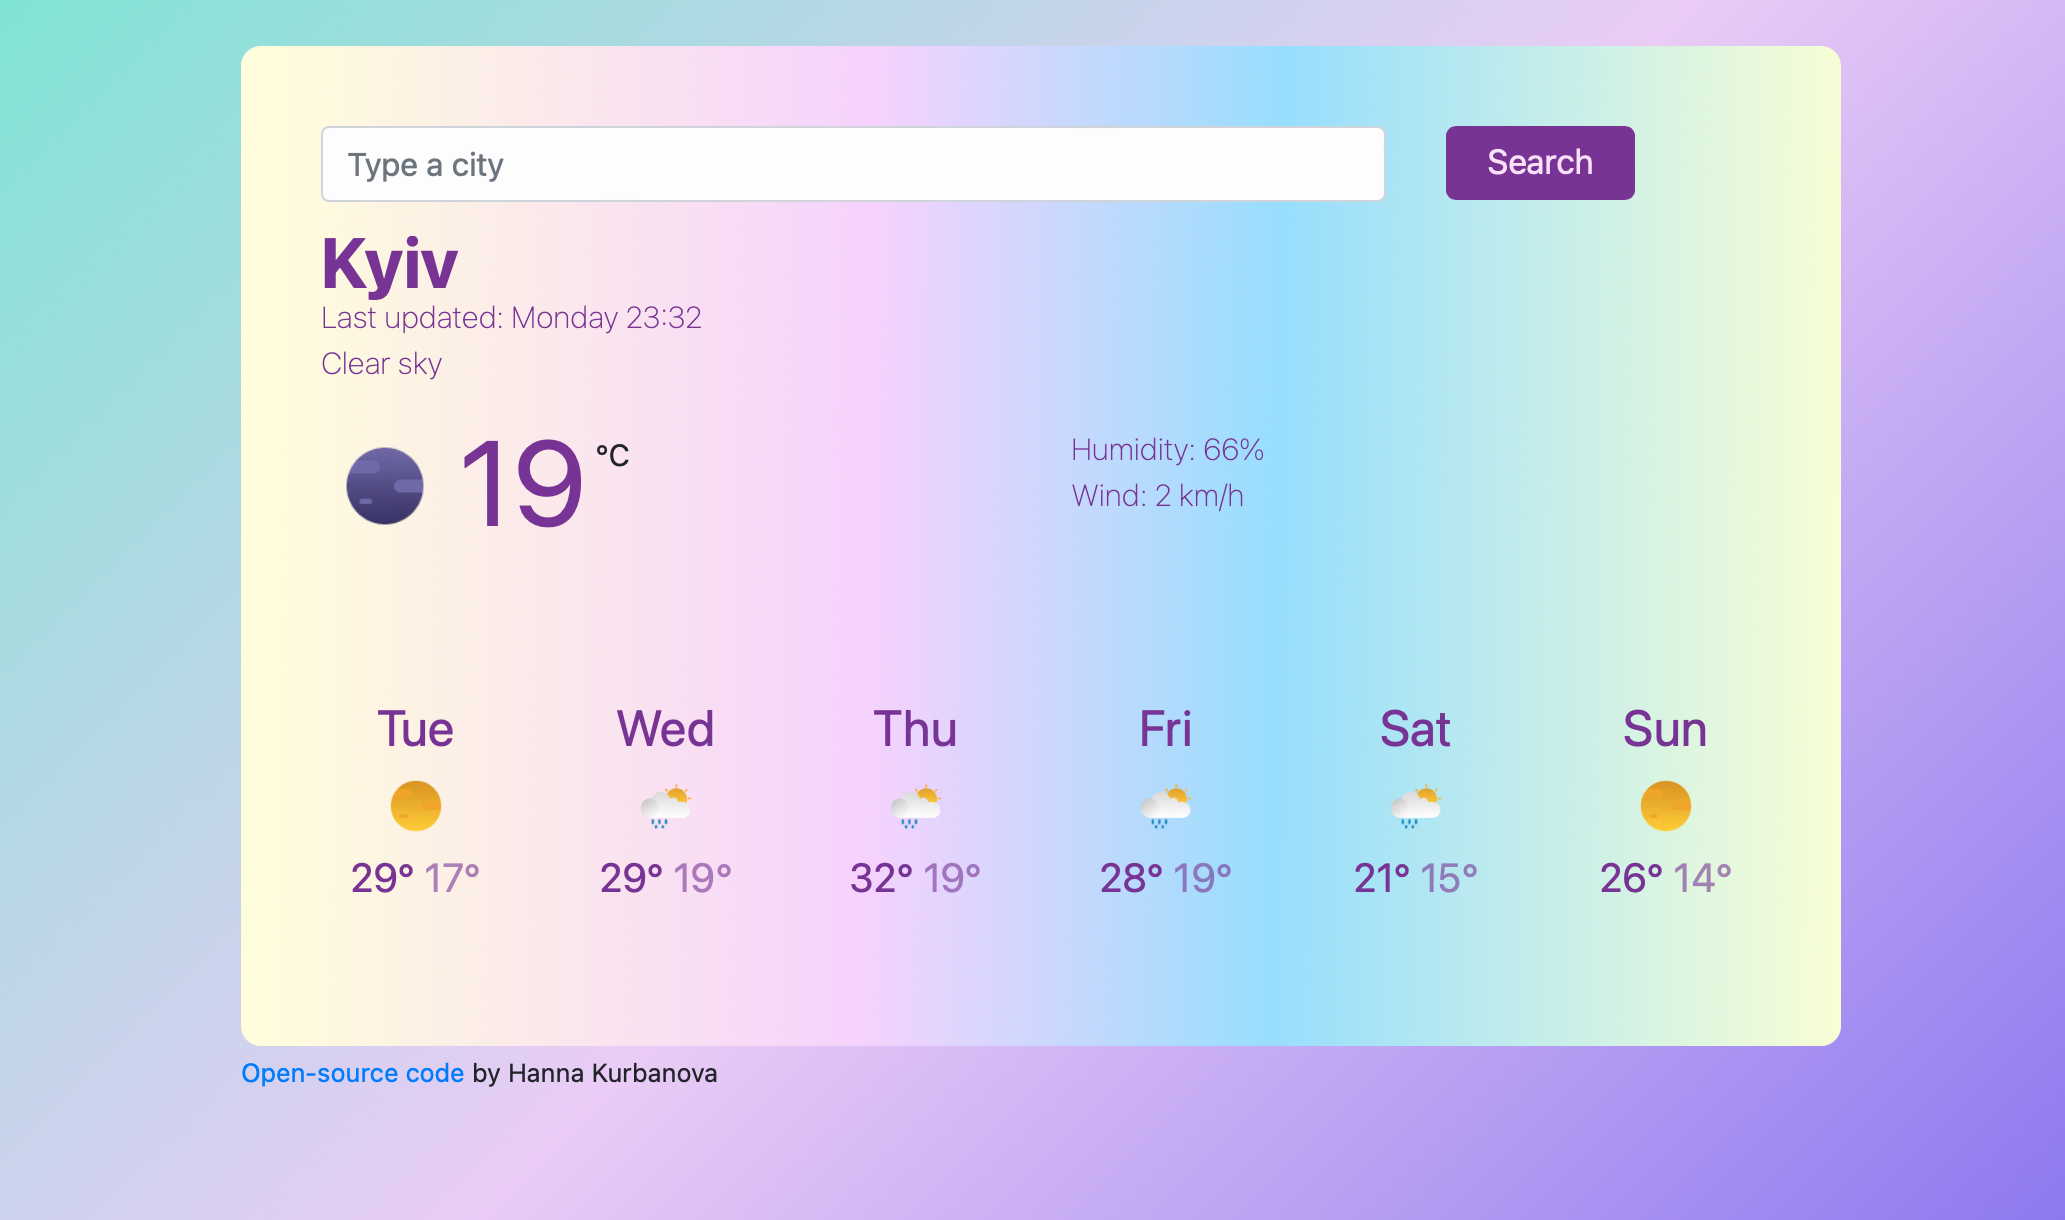 Type a city
Search
Kyiv
Last updated: Monday 23:32
Clear sky
19 °C
Humidity: 66%
Wind: 2 km/h
Tue Wed Thu Fri Sat Sun
29° 17° 29° 19° 32° 19° 28° 19° 21° 15° 26° 14°
Open-source code by Hanna Kurbanova